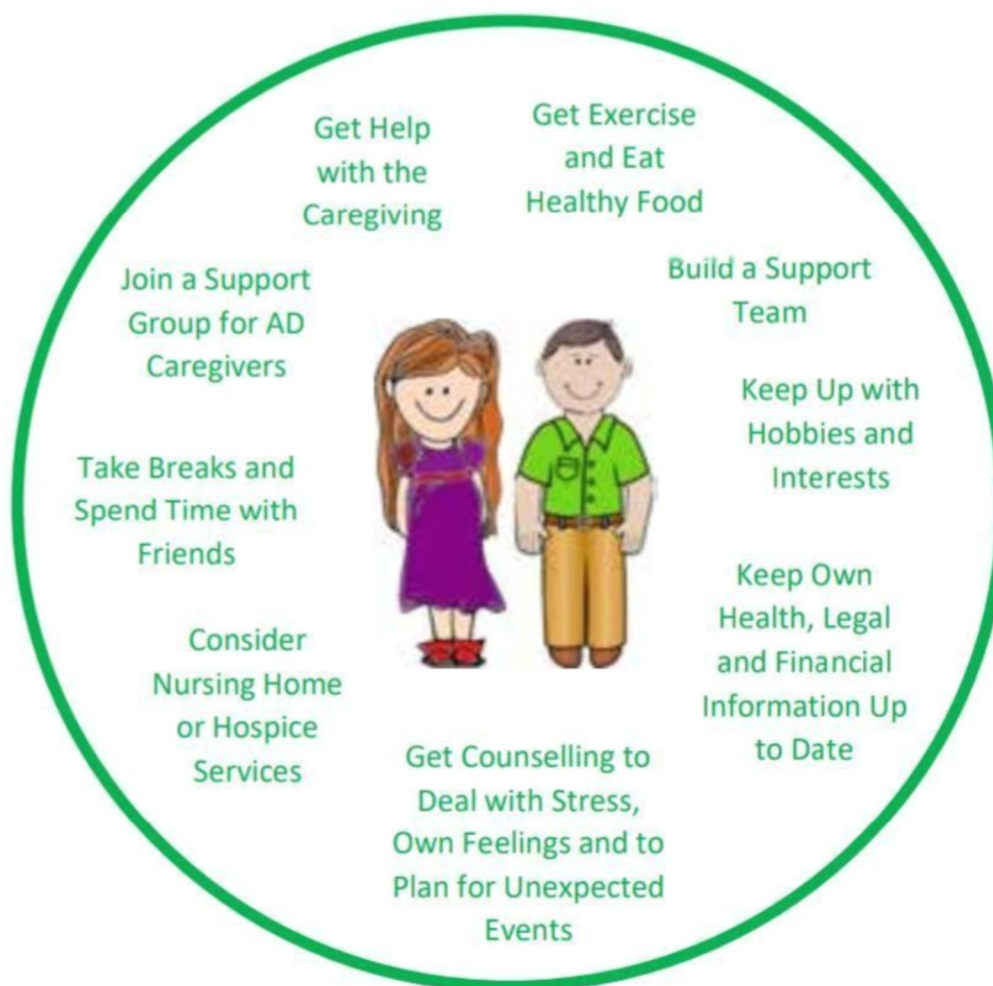 Get Help
with the
Caregiving
Get Exercise
and Eat
Healthy Food
Build a Support
Team
Keep Up with
Hobbies and
Interests
Keep Own
Health, Legal
and Financial
Information Up
to Date
Get Counselling to
Deal with Stress,
Own Feelings and to
Plan for Unexpected
Events
Consider
Nursing Home
or Hospice
Services
Take Breaks and
Spend Time with
Friends
Join a Support
Group for AD
Caregivers